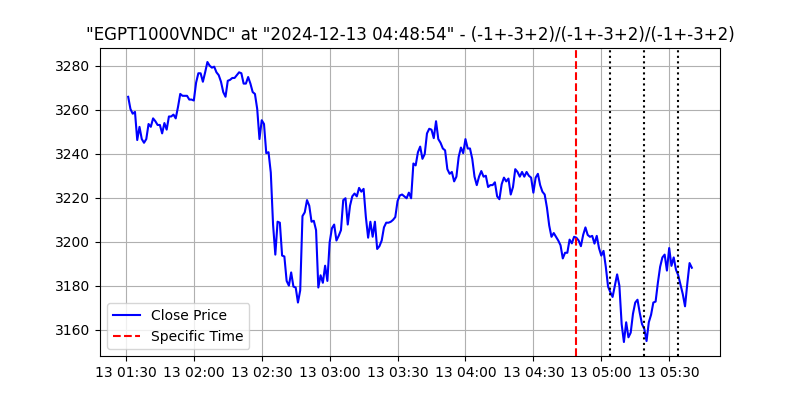 "EGPT1000VNDC" at "2024-12-13 04:48:54" - (-1+-3+2)/(-1+-3+2)/(-1+-3+2)
3280
3260
3240
3220
3200
3180
3160
Close Price
Specific Time
13 01:30 13 02:00 13 02:30 13 03:00 13 03:30 13 04:00 13 04:30 13 05:00 13 05:30